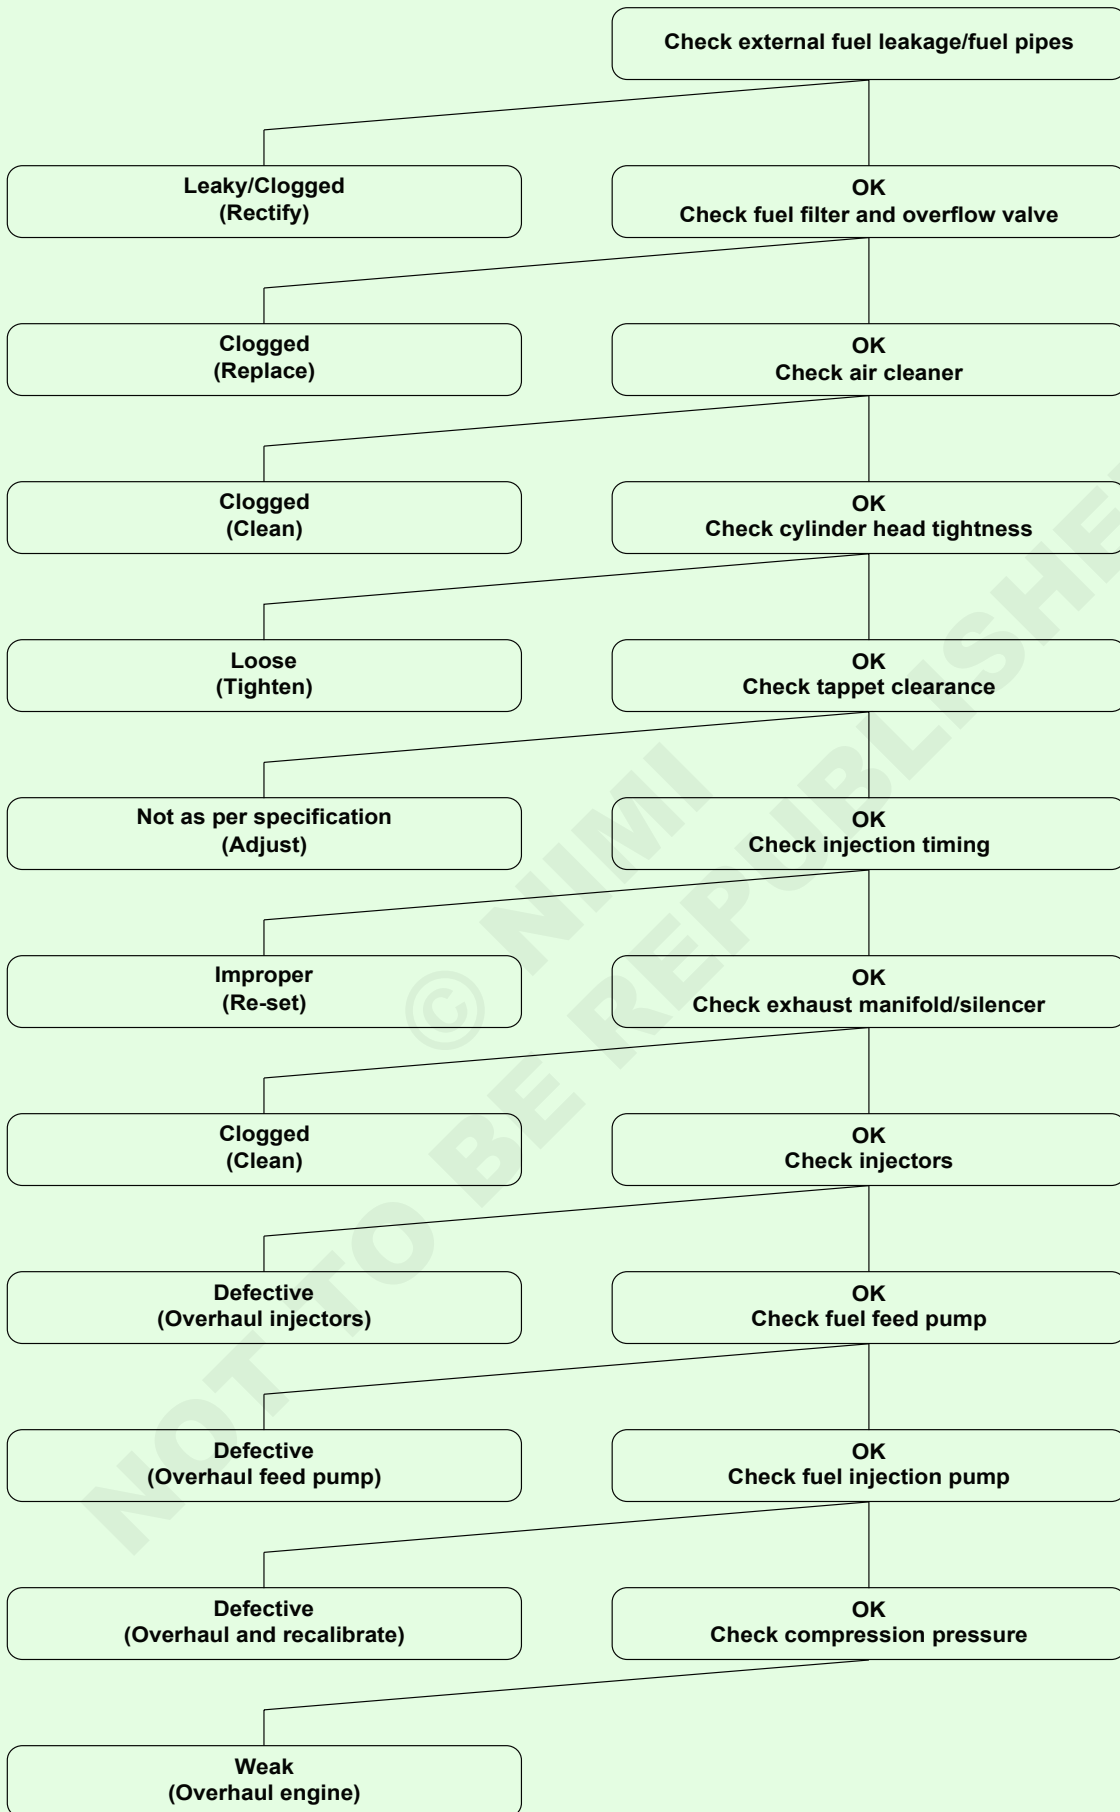 Check external fuel leakage/fuel pipes
Leaky/Clogged
(Rectify)
OK
Check fuel filter and overflow valve
Clogged
(Replace)
OK
Check air cleaner
Clogged
(Clean)
OK
Check cylinder head tightness
Loose
(Tighten)
OK
Check tappet clearance
Not as per specification
(Adjust)
OK
Check injection timing
Improper
(Re-set)
OK
Check exhaust manifold/silencer
Clogged
(Clean)
OK
Check injectors
Defective
(Overhaul injectors)
OK
Check fuel feed pump
Defective
(Overhaul feed pump)
OK
Check fuel injection pump
Defective
(Overhaul and recalibrate)
OK
Check compression pressure
Weak
(Overhaul engine)
© NIMI
NOT TO BE REPUBLISHE